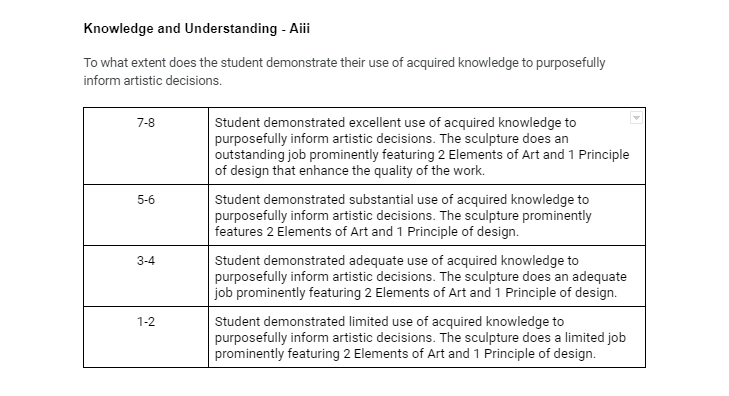 Knowledge and Understanding - Aiii
To what extent does the student demonstrate their use of acquired knowledge to purposefully
inform artistic decisions.
7-8
Student demonstrated excellent use of acquired knowledge to
purposefully inform artistic decisions. The sculpture does an
outstanding job prominently featuring 2 Elements of Art and 1 Principle
of design that enhance the quality of the work.
5-6
Student demonstrated substantial use of acquired knowledge to
purposefully inform artistic decisions. The sculpture prominently
features 2 Elements of Art and 1 Principle of design.
3-4
Student demonstrated adequate use of acquired knowledge to
purposefully inform artistic decisions. The sculpture does an adequate
job prominently featuring 2 Elements of Art and 1 Principle of design.
1-2
Student demonstrated limited use of acquired knowledge to
purposefully inform artistic decisions. The sculpture does a limited job
prominently featuring 2 Elements of Art and 1 Principle of design.